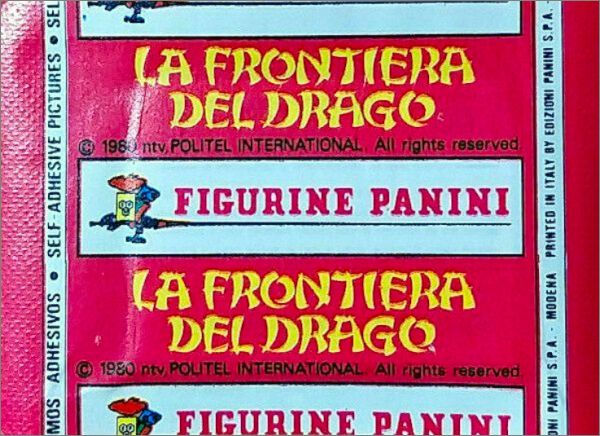 LA FRONTIERA
DEL DRAGO
© 1980 ntv, POLITEL INTERNATIONAL. All rights reserved.
FIGURINE PANINI
LA FRONTIERA
DEL DRAGO
© 1980 ntv, POLITEL INTERNATIONAL. All rights reserved.
FIGURINE PANINI
MOS ADHESIVOS • SELF-ADHESIVE PICTURES • SEL
ONI PANINI S.P.A. - MODENA PRINTED IN ITALY BY EDIZIONI PANINI S.P.A. -